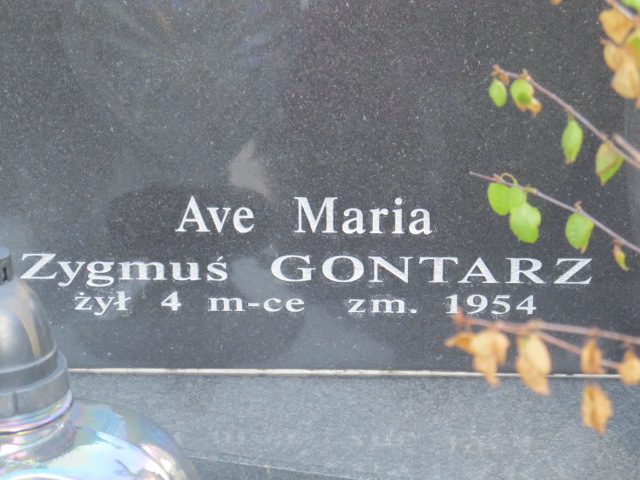 Ave Maria
Zygmuś GONTARZ
żył 4 m-ce zm. 1954